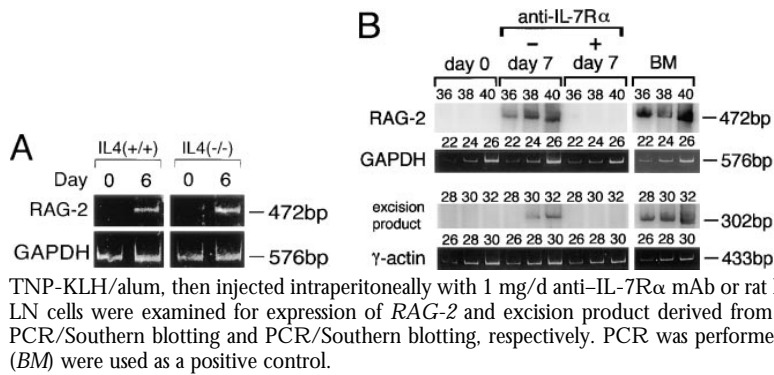 A
IL4(+/+) IL4(-/-)
Day 0 6 0 6
RAG-2 472bp
GAPDH 576bp
B
anti-IL-7Rα
− +
day 0 day 7 day 7 BM
36 38 40 36 38 40 36 38 40 36 38 40
RAG-2 472bp
22 24 26 22 24 26 22 24 26 22 24 26
GAPDH 576bp
28 30 32 28 30 32 28 30 32 28 30 32
excision
product 302bp
26 28 30 26 28 30 26 28 30 26 28 30
γ-actin 433bp
TNP-KLH/alum, then injected intraperitoneally with 1 mg/d anti–IL-7Rα mAb or rat
LN cells were examined for expression of RAG-2 and excision product derived from
PCR/Southern blotting and PCR/Southern blotting, respectively. PCR was performe
(BM) were used as a positive control.